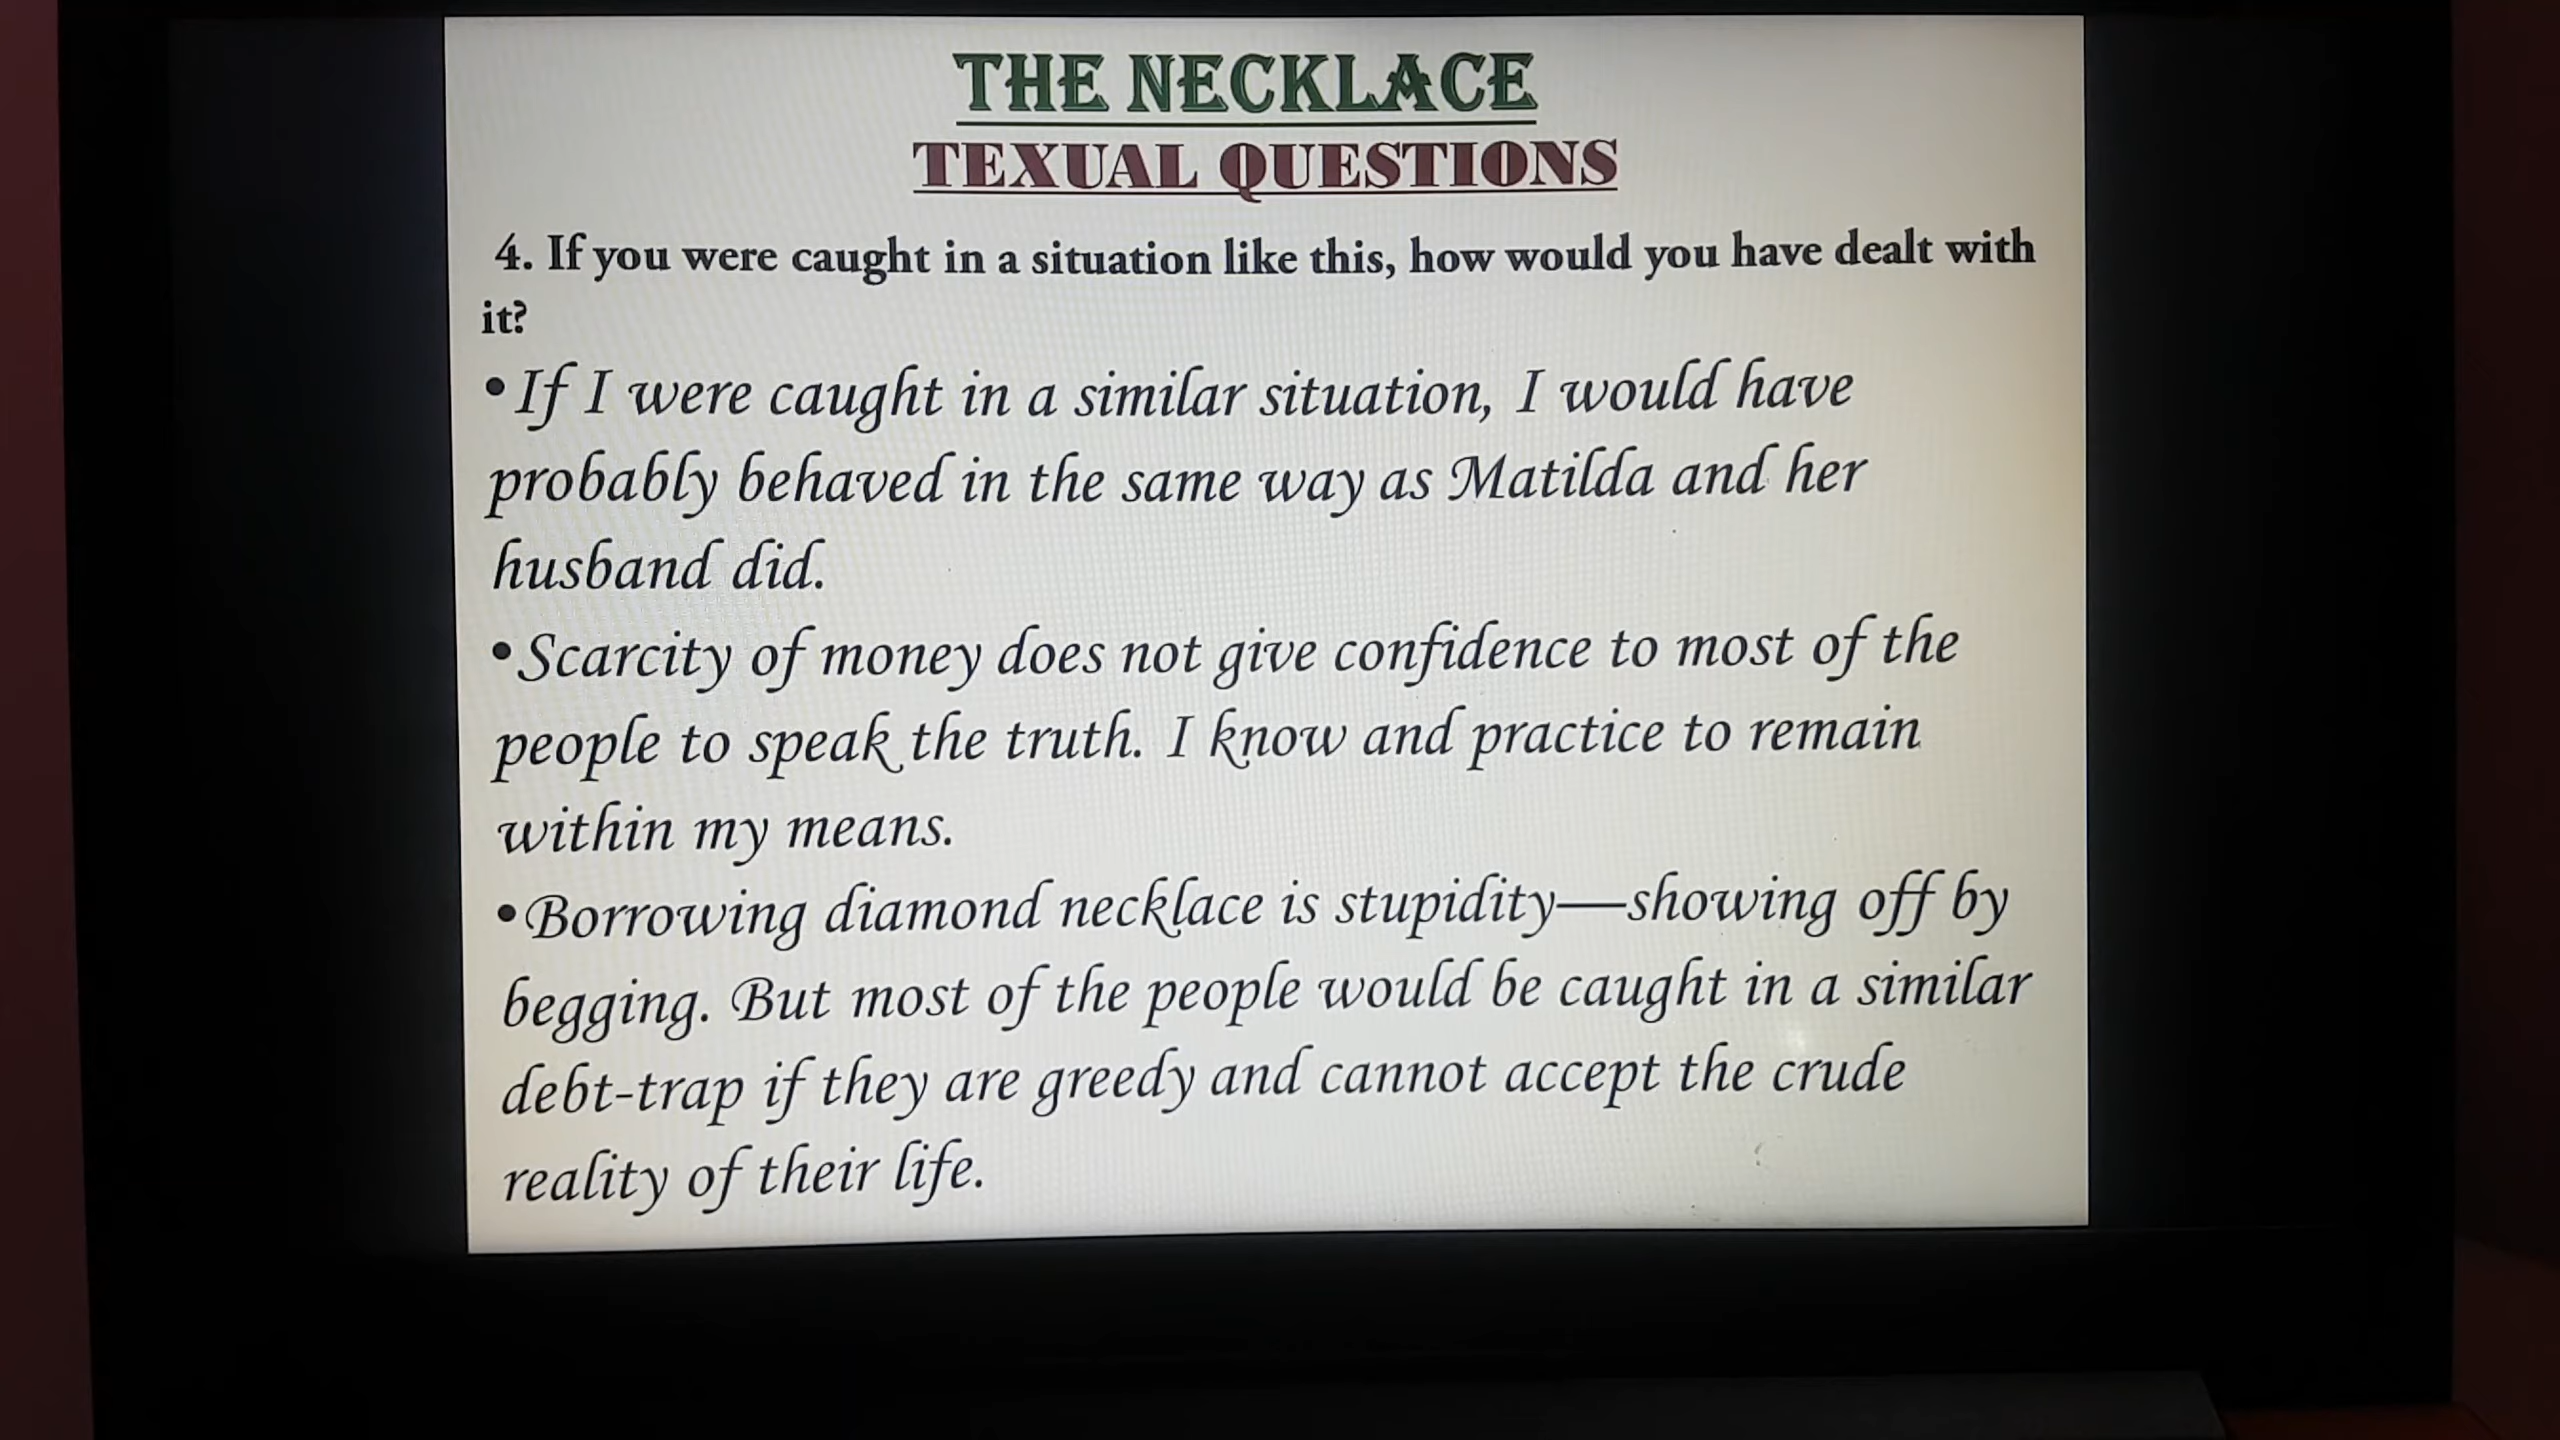 THE NECKLACE
TEXUAL QUESTIONS
4. If you were caught in a situation like this, how would you have dealt with
it?
•If I were caught in a similar situation, I would have
probably behaved in the same way as Matilda and her
husband did.
•Scarcity of money does not give confidence to most of the
people to speak the truth. I know and practice to remain
within my means.
•Borrowing diamond necklace is stupidity—showing off by
begging. But most of the people would be caught in a similar
debt-trap if they are greedy and cannot accept the crude
reality of their life.